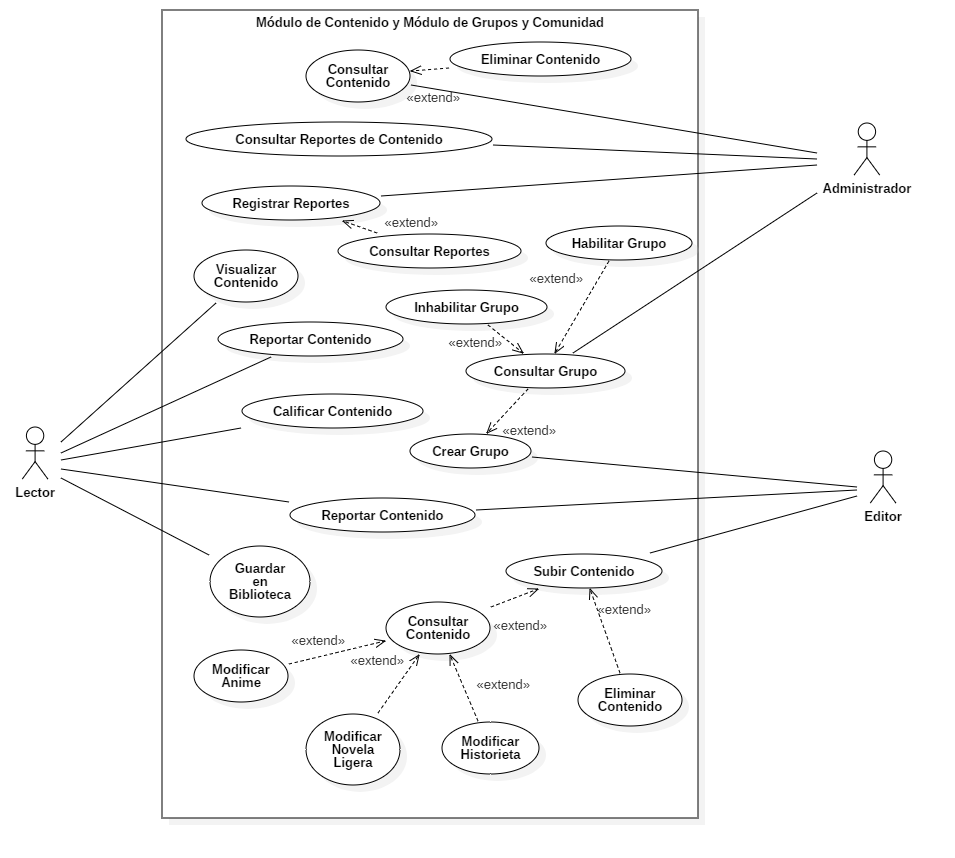 Módulo de Contenido y Módulo de Grupos y Comunidad
Eliminar Contenido
Consultar
Contenido
«extend»
Consultar Reportes de Contenido
Administrador
Registrar Reportes
«extend»
Consultar Reportes
Habilitar Grupo
Visualizar
Contenido
«extend»
Inhabilitar Grupo
Reportar Contenido
«extend»
Consultar Grupo
Calificar Contenido
«extend»
Crear Grupo
Lector
Reportar Contenido
Editor
Guardar
en
Biblioteca
Subir Contenido
Consultar
Contenido
«extend»
«extend»
«extend»
«extend»
Modificar
Anime
«extend»
Eliminar
Contenido
Modificar
Novela
Ligera
Modificar
Historieta